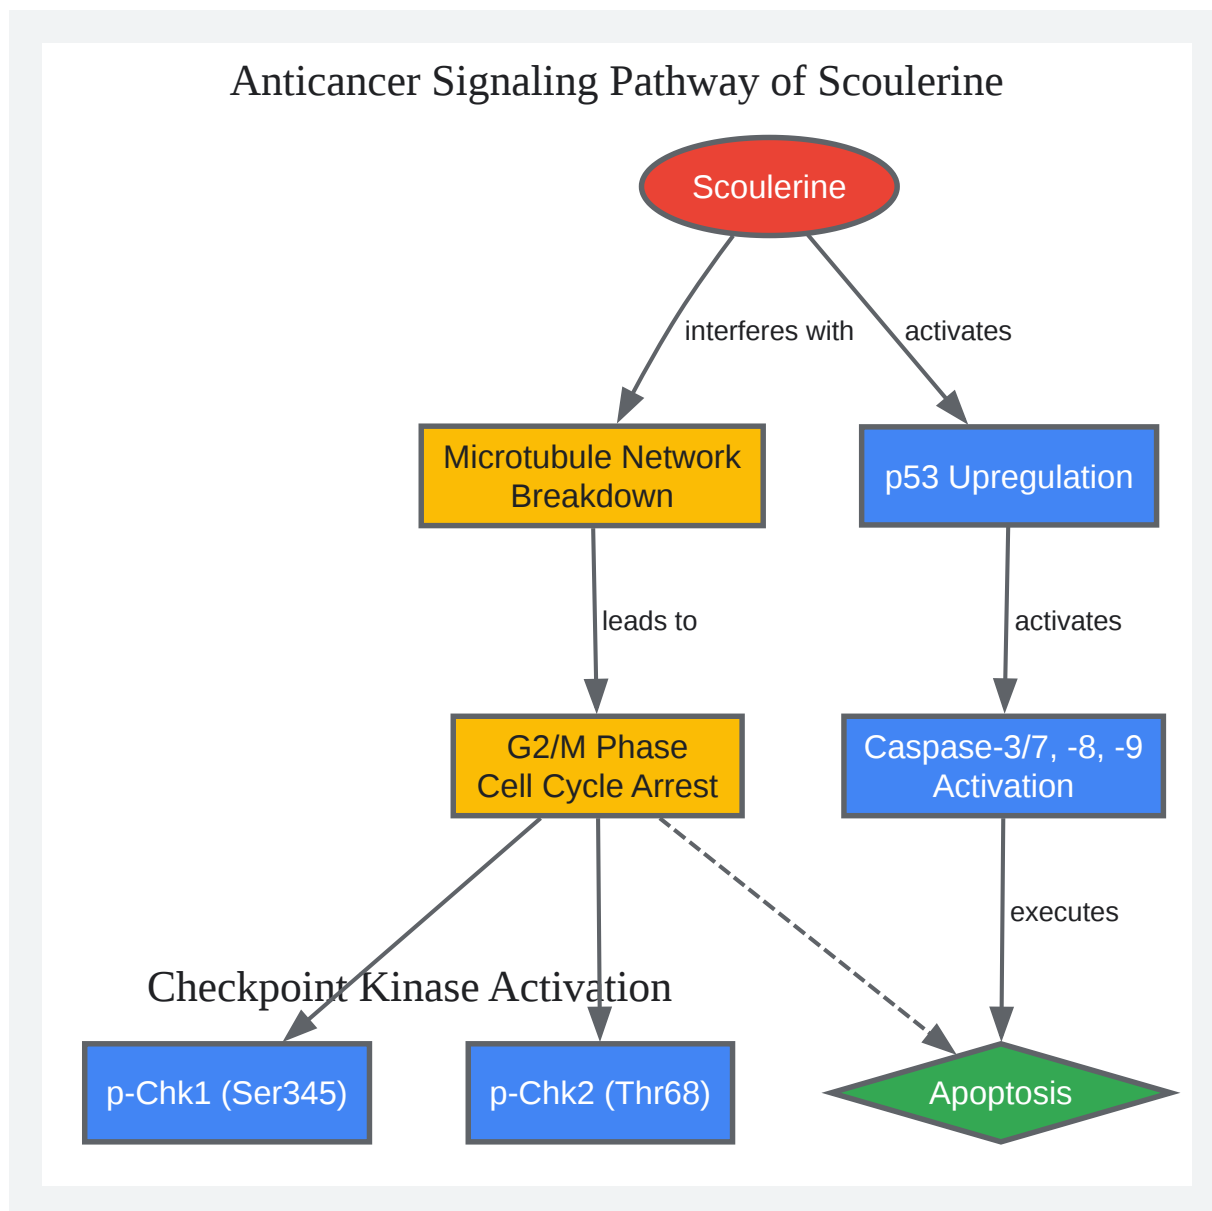 Anticancer Signaling Pathway of Scoulerine
Scoulerine
interferes with
activates
Microtubule Network
Breakdown
p53 Upregulation
leads to
activates
G2/M Phase
Cell Cycle Arrest
Caspase-3/7, -8, -9
Activation
executes
Checkpoint Kinase Activation
p-Chk1 (Ser345)
p-Chk2 (Thr68)
Apoptosis